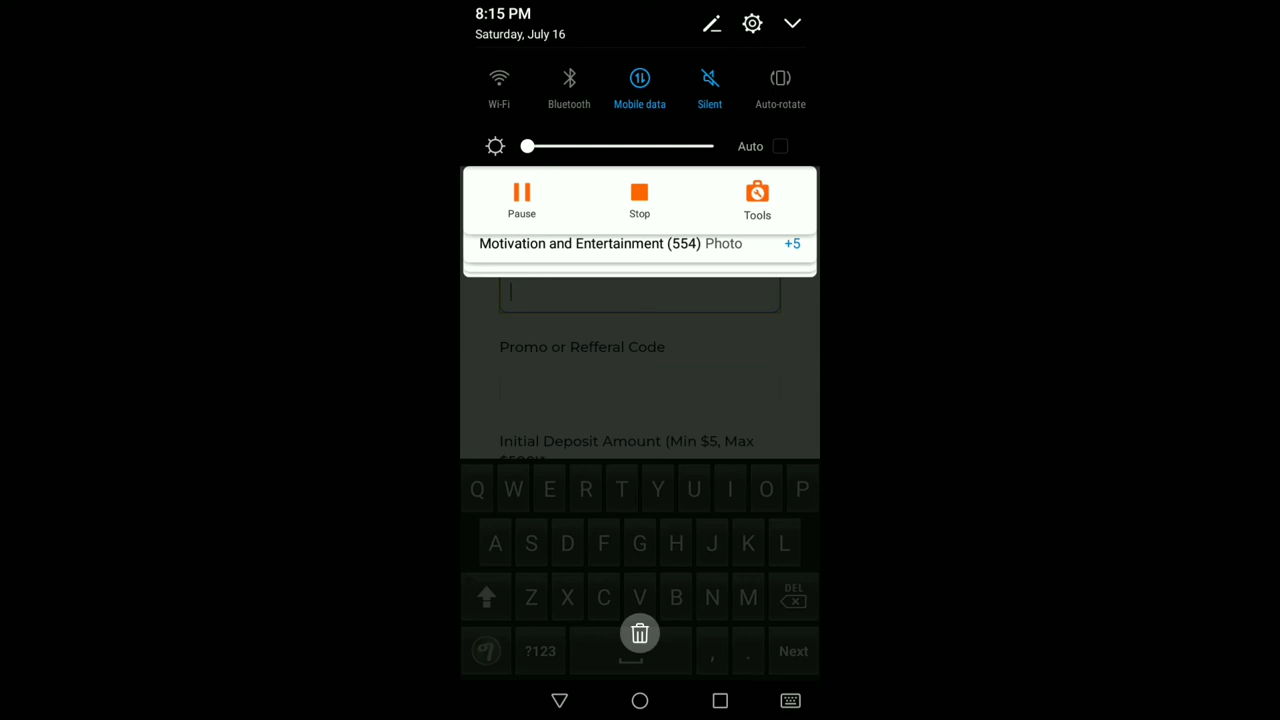 8:15 PM
Saturday, July 16
Wi-Fi Bluetooth Mobile data Silent Auto-rotate
Auto
Pause Stop Tools
Motivation and Entertainment (554) Photo +5
Promo or Refferal Code
Initial Deposit Amount (Min $5, Max
Q W E R T Y U I O P
A S D F G H J K L
Z X C V B N M DEL
?123 , . Next